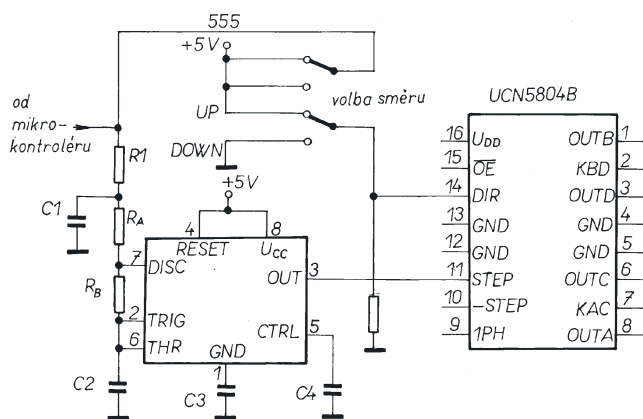 555
+5V
od
mikro-
kontroléru
UP
volba směru
DOWN
+5V
R1
C1
RA
RB
C2
4
8
RESET
UCC
7
DISC
OUT
3
2
TRIG
6
THR
CTRL
5
GND
1
C3
C4
UCN5804B
16 UDD OUTB 1
15 OE KBD 2
14 DIR OUTD 3
13 GND GND 4
12 GND GND 5
11 STEP OUTC 6
10 -STEP KAC 7
9 1PH OUTA 8